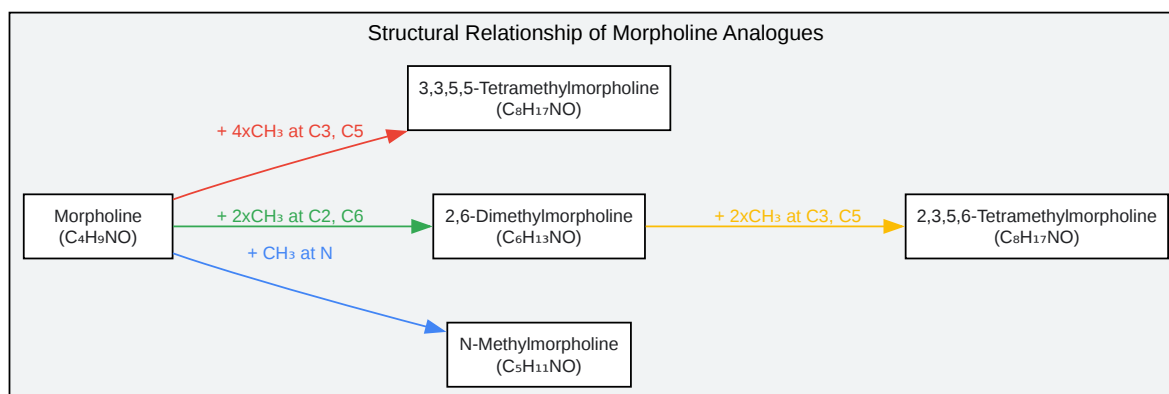 Structural Relationship of Morpholine Analogues
3,3,5,5-Tetramethylmorpholine
(C₈H₁₇NO)
+ 4xCH₃ at C3, C5
Morpholine
(C₄H₉NO)
+ 2xCH₃ at C2, C6
2,6-Dimethylmorpholine
(C₆H₁₃NO)
+ 2xCH₃ at C3, C5
2,3,5,6-Tetramethylmorpholine
(C₈H₁₇NO)
+ CH₃ at N
N-Methylmorpholine
(C₅H₁₁NO)